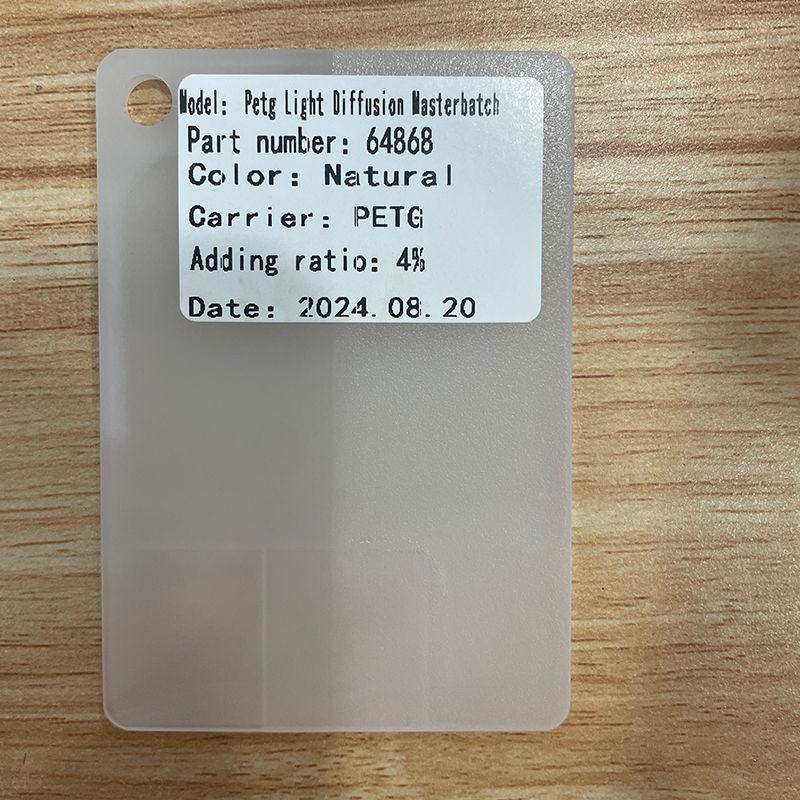 Model: Petg Light Diffusion Masterbatch
Part number: 64868
Color: Natural
Carrier: PETG
Adding ratio: 4%
Date: 2024.08.20